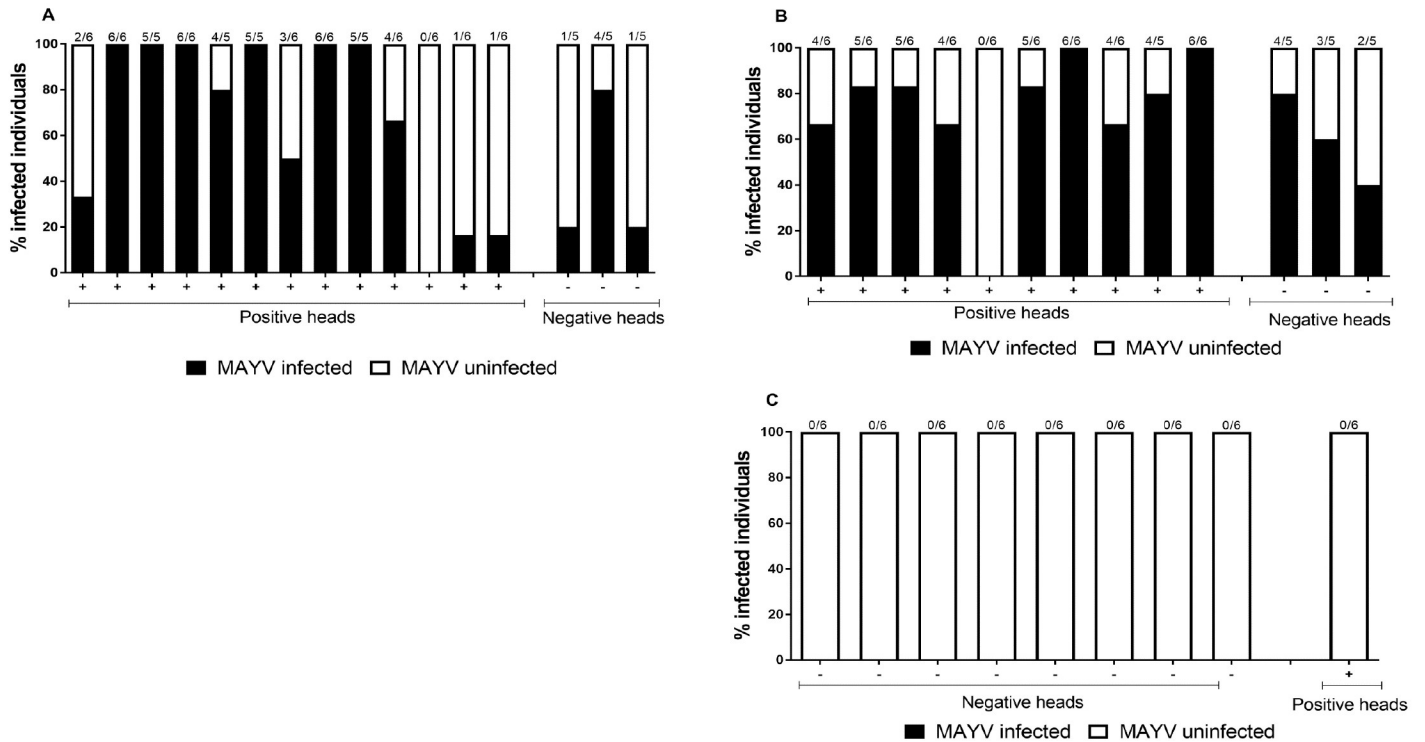 A
2/6 6/6 5/5 6/6 4/5 5/5 3/6 6/6 5/5 4/6 0/6 1/6 1/6 1/5 4/5 1/5
% infected individuals
100
80
60
40
20
0
+ + + + + + + + + + + + + - - -
Positive heads Negative heads
MAYV infected MAYV uninfected
B
4/6 5/6 5/6 4/6 0/6 5/6 6/6 4/6 4/5 6/6 4/5 3/5 2/5
% infected individuals
100
80
60
40
20
0
+ + + + + + + + + + - - -
Positive heads Negative heads
MAYV infected MAYV uninfected
C
0/6 0/6 0/6 0/6 0/6 0/6 0/6 0/6 0/6
% infected individuals
100
80
60
40
20
0
- - - - - - - - +
Negative heads Positive heads
MAYV infected MAYV uninfected